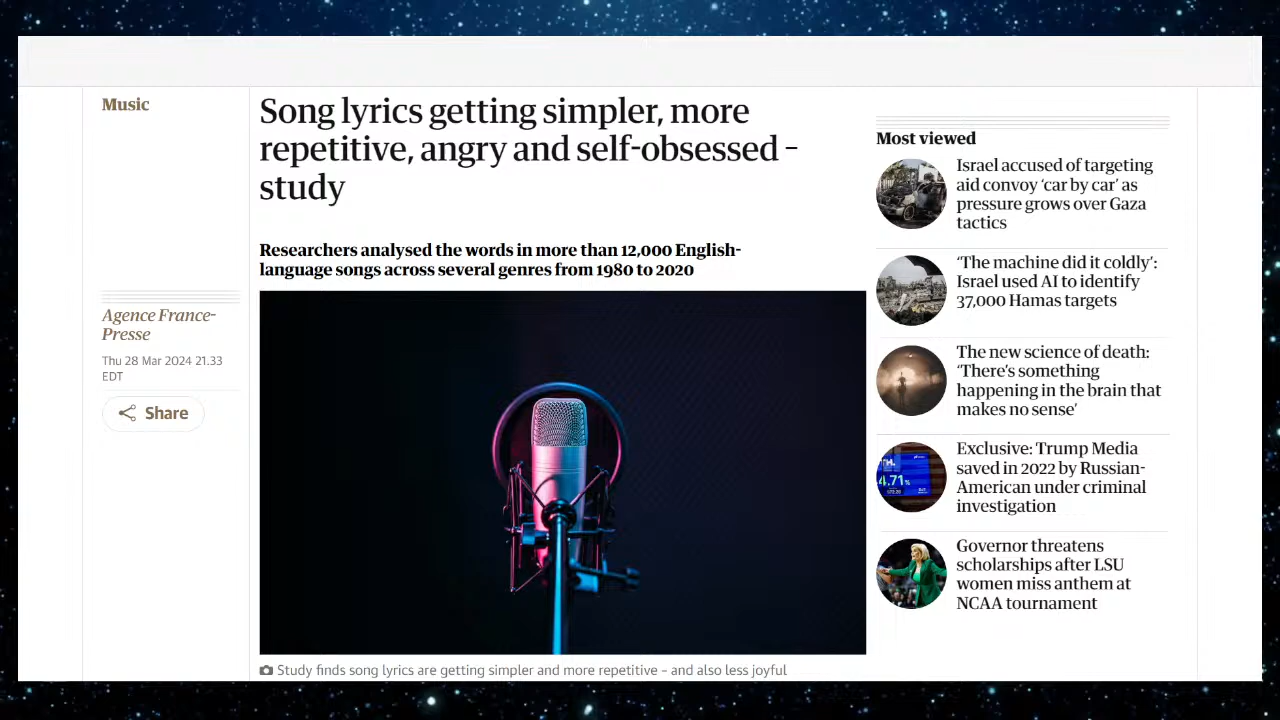 Music
Song lyrics getting simpler, more
repetitive, angry and self-obsessed –
study
Researchers analysed the words in more than 12,000 English-
language songs across several genres from 1980 to 2020
Agence France-
Presse
Thu 28 Mar 2024 21.33
EDT
Share
Study finds song lyrics are getting simpler and more repetitive – and also less joyful
Most viewed
Israel accused of targeting
aid convoy ‘car by car’ as
pressure grows over Gaza
tactics
‘The machine did it coldly’:
Israel used AI to identify
37,000 Hamas targets
The new science of death:
‘There’s something
happening in the brain that
makes no sense’
TH.
4.71%
Exclusive: Trump Media
saved in 2022 by Russian-
American under criminal
investigation
Governor threatens
scholarships after LSU
women miss anthem at
NCAA tournament